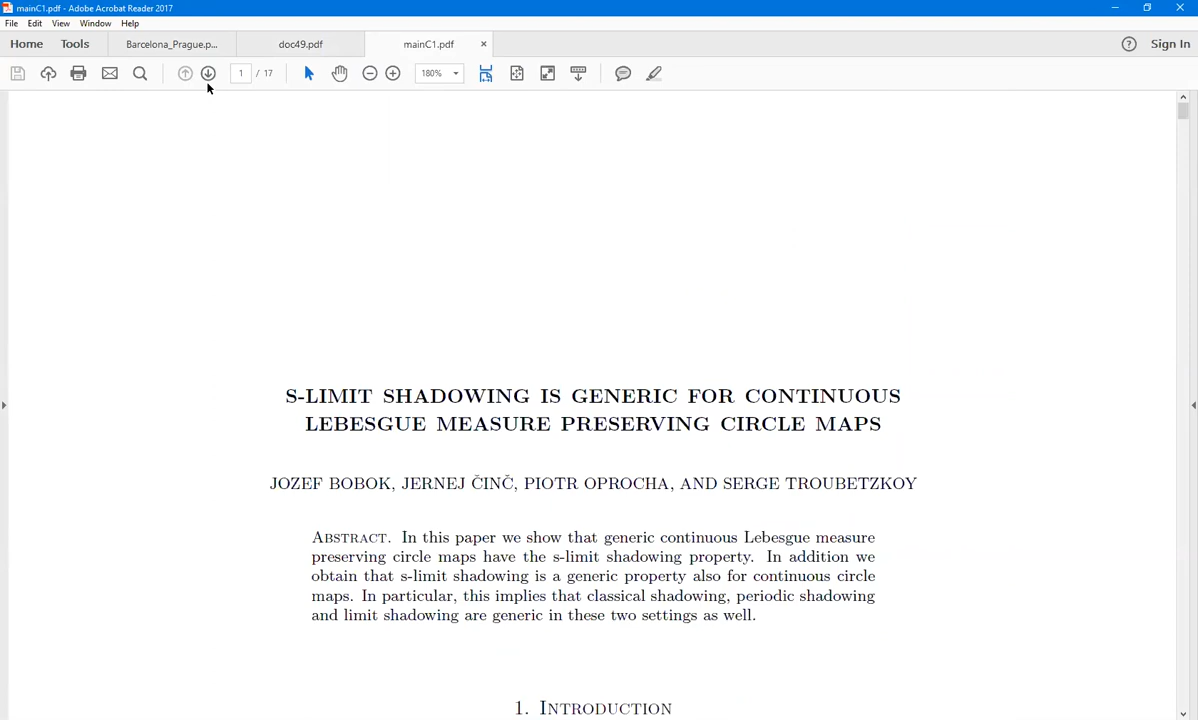 mainC1.pdf - Adobe Acrobat Reader 2017
File Edit View Window Help
Home Tools Barcelona_Prague.p... doc49.pdf mainC1.pdf × ? Sign In
1 / 17 180%
S-LIMIT SHADOWING IS GENERIC FOR CONTINUOUS
LEBESGUE MEASURE PRESERVING CIRCLE MAPS
JOZEF BOBOK, JERNEJ ČINČ, PIOTR OPROCHA, AND SERGE TROUBETZKOY
Abstract. In this paper we show that generic continuous Lebesgue measure
preserving circle maps have the s-limit shadowing property. In addition we
obtain that s-limit shadowing is a generic property also for continuous circle
maps. In particular, this implies that classical shadowing, periodic shadowing
and limit shadowing are generic in these two settings as well.
1. Introduction